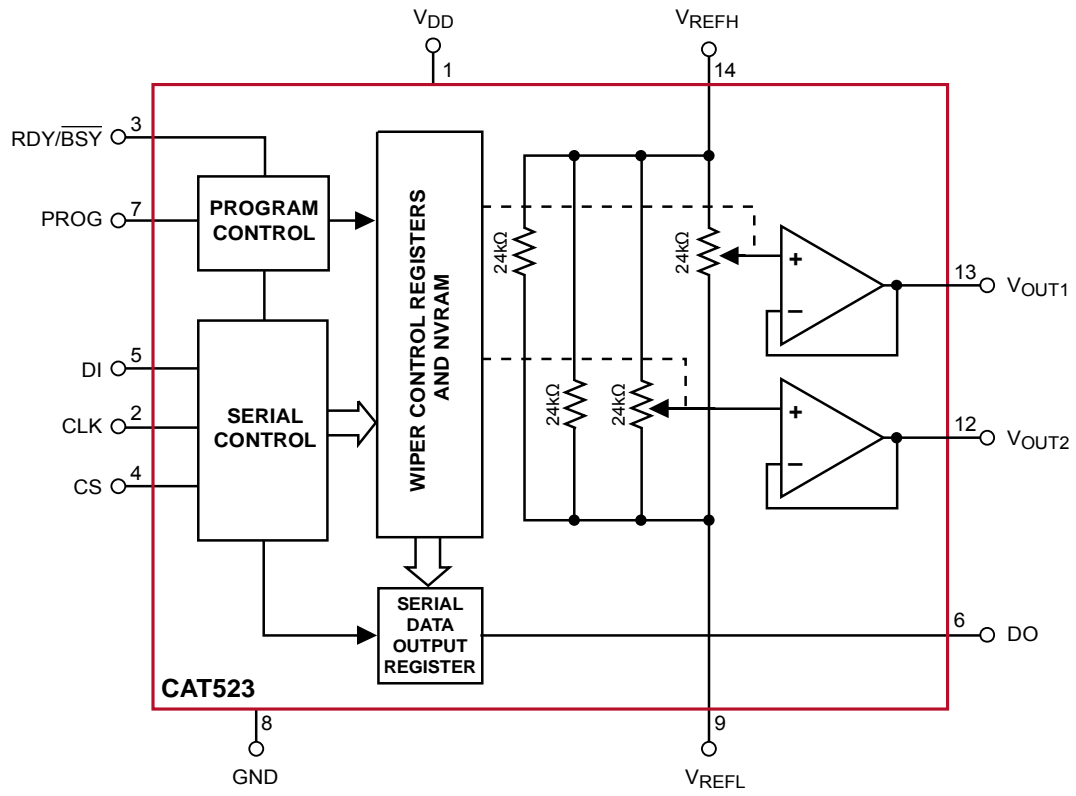 VDD
VREFH
1
14
RDY/BSY
3
PROG
7
PROGRAM
CONTROL
WIPER CONTROL REGISTERS
AND NVRAM
24kΩ
24kΩ
+
−
13
VOUT1
DI
5
CLK
2
CS
4
SERIAL
CONTROL
24kΩ
24kΩ
+
−
12
VOUT2
SERIAL
DATA
OUTPUT
REGISTER
6
DO
CAT523
8
GND
9
VREFL